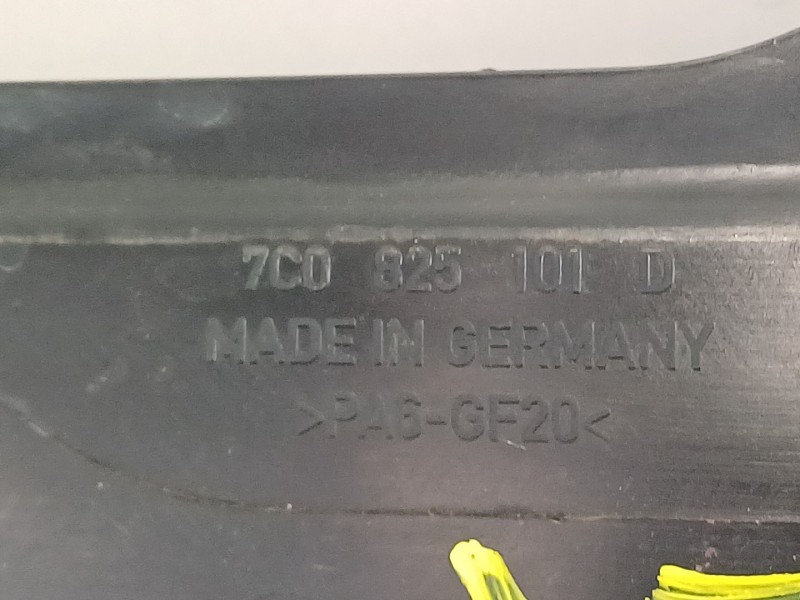 7C0 825 101 D
MADE IN GERMANY
>PA6-GF20<